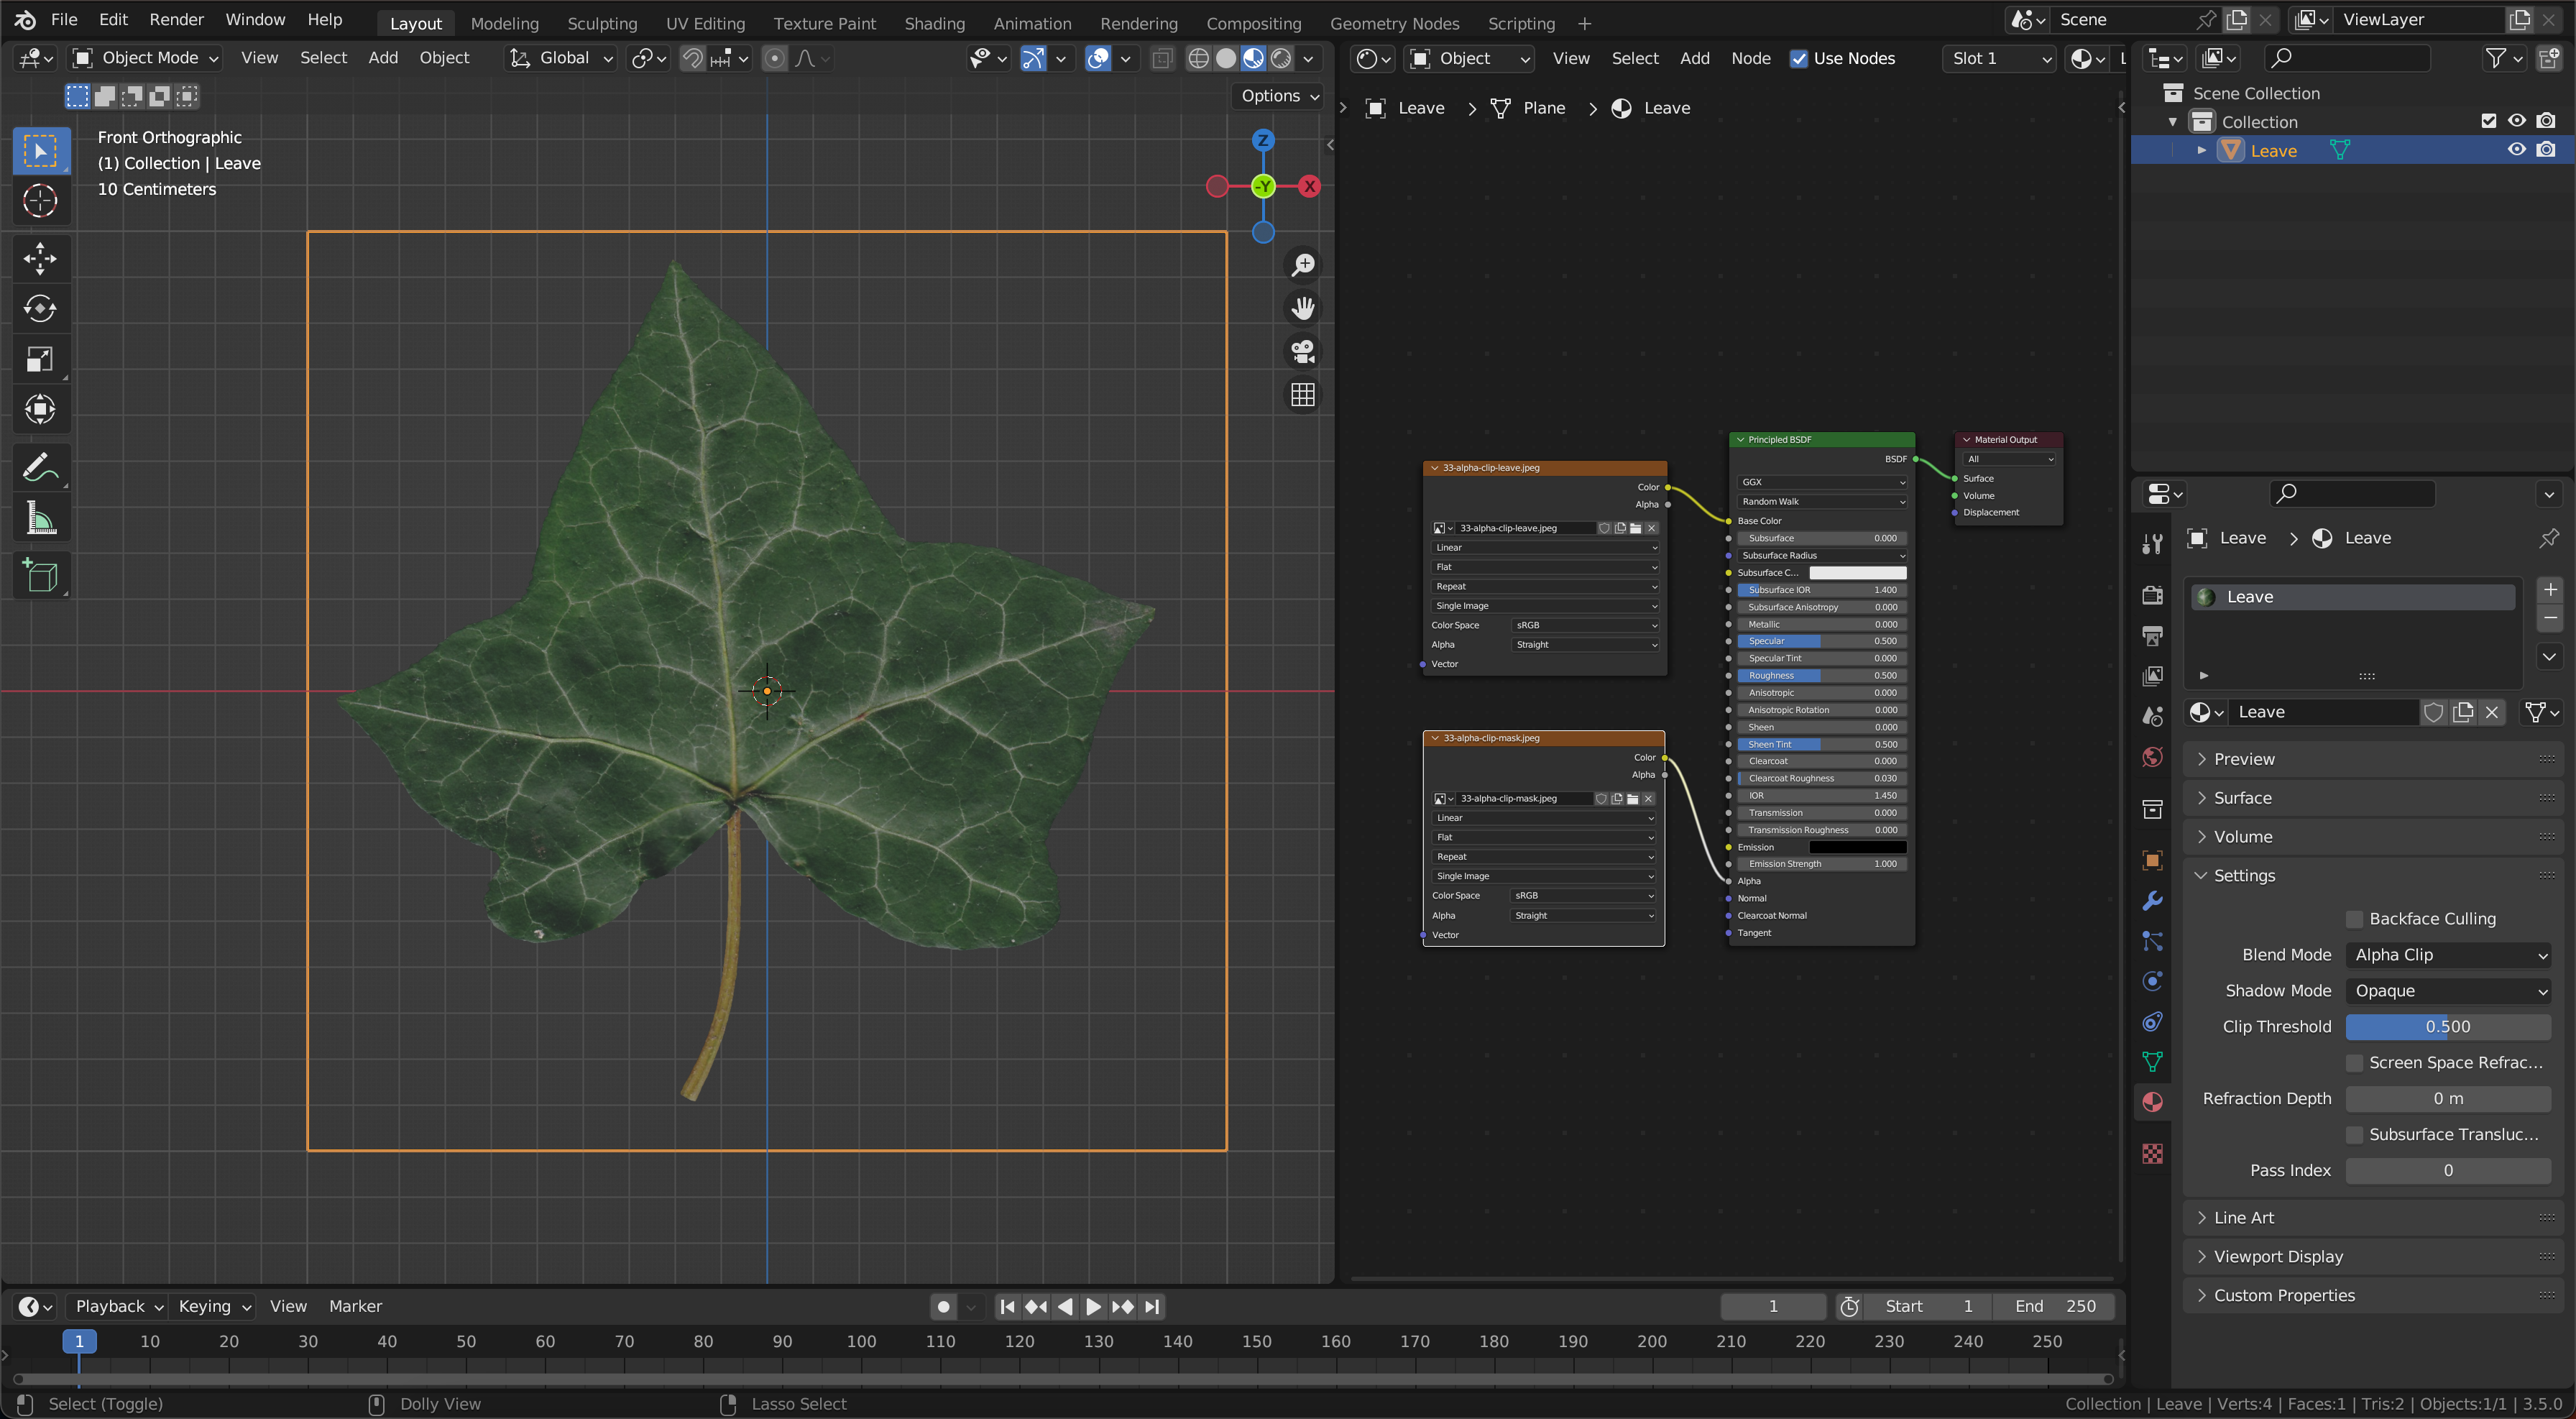 File Edit Render Window Help Layout Modeling Sculpting UV Editing Texture Paint Shading Animation Rendering Compositing Geometry Nodes Scripting + Scene ViewLayer
Object Mode View Select Add Object Global
Options
Front Orthographic
(1) Collection | Leave
10 Centimeters
Z
-Y X
Object View Select Add Node Use Nodes Slot 1
Leave > Plane > Leave
33-alpha-clip-leave.jpeg
Color
Alpha
33-alpha-clip-leave.jpeg
Linear
Flat
Repeat
Single Image
Color Space sRGB
Alpha Straight
Vector
33-alpha-clip-mask.jpeg
Color
Alpha
33-alpha-clip-mask.jpeg
Linear
Flat
Repeat
Single Image
Color Space sRGB
Alpha Straight
Vector
Principled BSDF
BSDF
GGX
Random Walk
Base Color
Subsurface 0.000
Subsurface Radius
Subsurface C...
Subsurface IOR 1.400
Subsurface Anisotropy 0.000
Metallic 0.000
Specular 0.500
Specular Tint 0.000
Roughness 0.500
Anisotropic 0.000
Anisotropic Rotation 0.000
Sheen 0.000
Sheen Tint 0.500
Clearcoat 0.000
Clearcoat Roughness 0.030
IOR 1.450
Transmission 0.000
Transmission Roughness 0.000
Emission
Emission Strength 1.000
Alpha
Normal
Clearcoat Normal
Tangent
Material Output
All
Surface
Volume
Displacement
Scene Collection
Collection
Leave
Leave > Leave
Leave
Leave
Preview
Surface
Volume
Settings
Backface Culling
Blend Mode Alpha Clip
Shadow Mode Opaque
Clip Threshold 0.500
Screen Space Refrac...
Refraction Depth 0 m
Subsurface Transluc...
Pass Index 0
Line Art
Viewport Display
Custom Properties
Playback Keying View Marker 1 Start 1 End 250
1 10 20 30 40 50 60 70 80 90 100 110 120 130 140 150 160 170 180 190 200 210 220 230 240 250
Select (Toggle) Dolly View Lasso Select Collection | Leave | Verts:4 | Faces:1 | Tris:2 | Objects:1/1 | 3.5.0